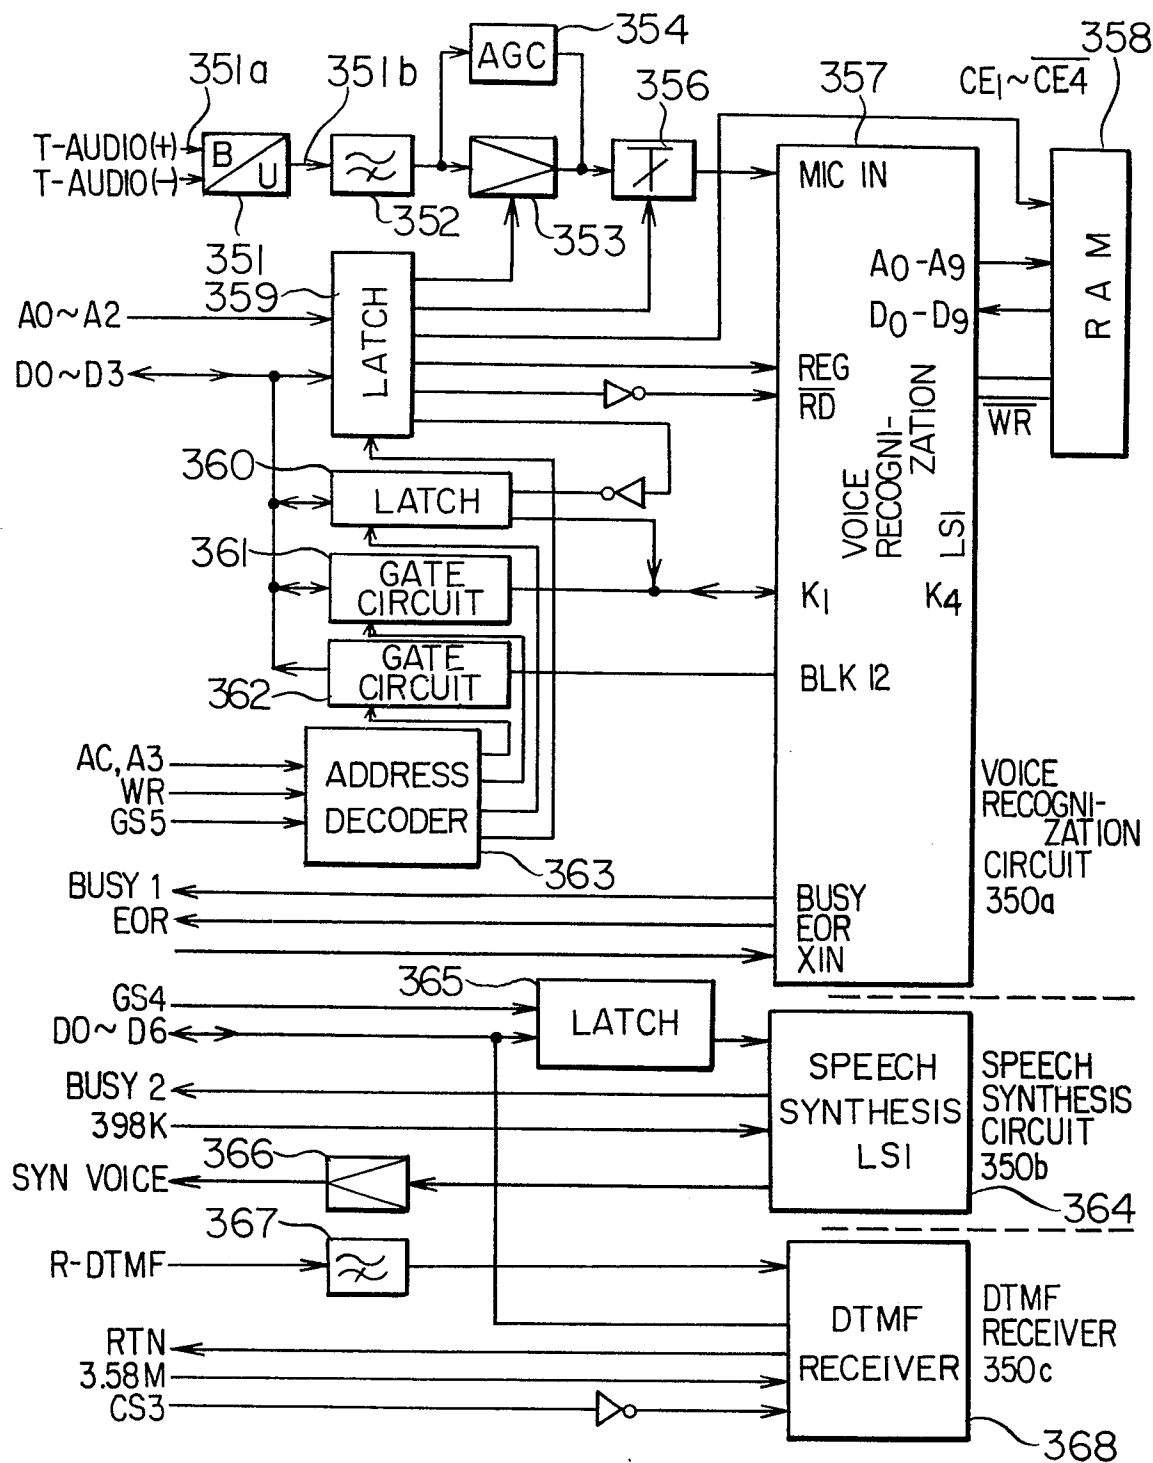 354
AGC
358
351a
351b
356
357
CE1~CE4
T-AUDIO(+)
T-AUDIO(-)
B
U
MIC IN
352
353
351
359
LATCH
A0-A9
RAM
A0~A2
D0-D9
D0~D3
REG
RD
WR
VOICE
RECOGNI-
ZATION
LSI
360
LATCH
361
GATE
CIRCUIT
K1
K4
GATE
CIRCUIT
362
BLK 12
AC, A3
WR
GS5
ADDRESS
DECODER
363
VOICE
RECOGNI-
ZATION
CIRCUIT
350a
BUSY 1
EOR
BUSY
EOR
XIN
365
GS4
D0~D6
LATCH
BUSY 2
398K
SPEECH
SYNTHESIS
LSI
SPEECH
SYNTHESIS
CIRCUIT
350b
366
SYN VOICE
364
367
R-DTMF
DTMF
RECEIVER
DTMF
RECEIVER
350c
RTN
3.58M
CS3
368